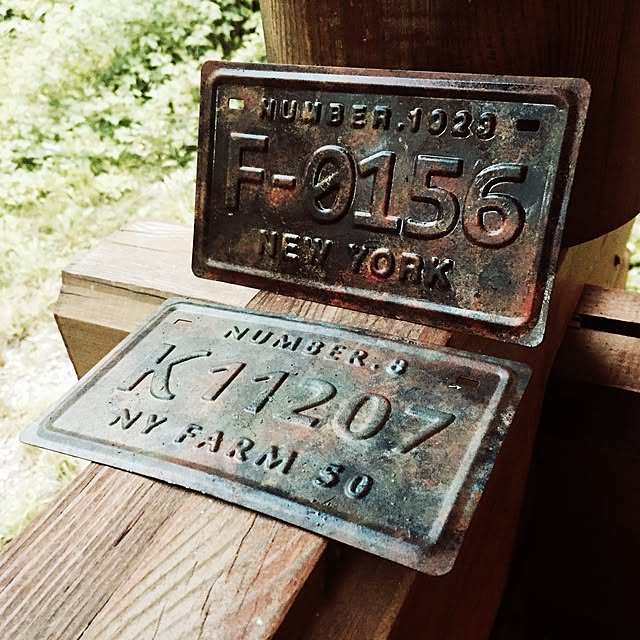 NUMBER.1929
F-0156
NEW YORK
NUMBER.8
K11207
NY FARM 50